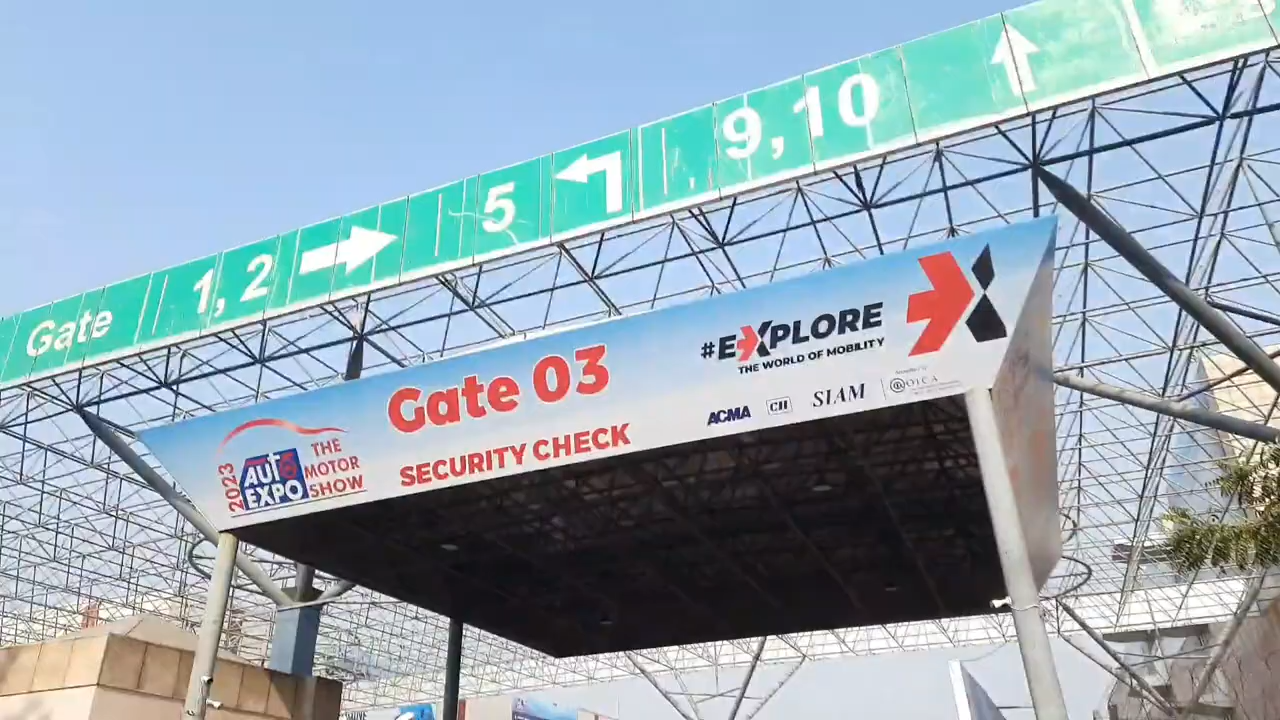 Gate 1, 2 → 5 ↰ 9, 10 ↑
Gate 03
SECURITY CHECK
2023
AUTO
EXPO
THE
MOTOR
SHOW
#EXPLORE
THE WORLD OF MOBILITY
ACMA CII SIAM OICA